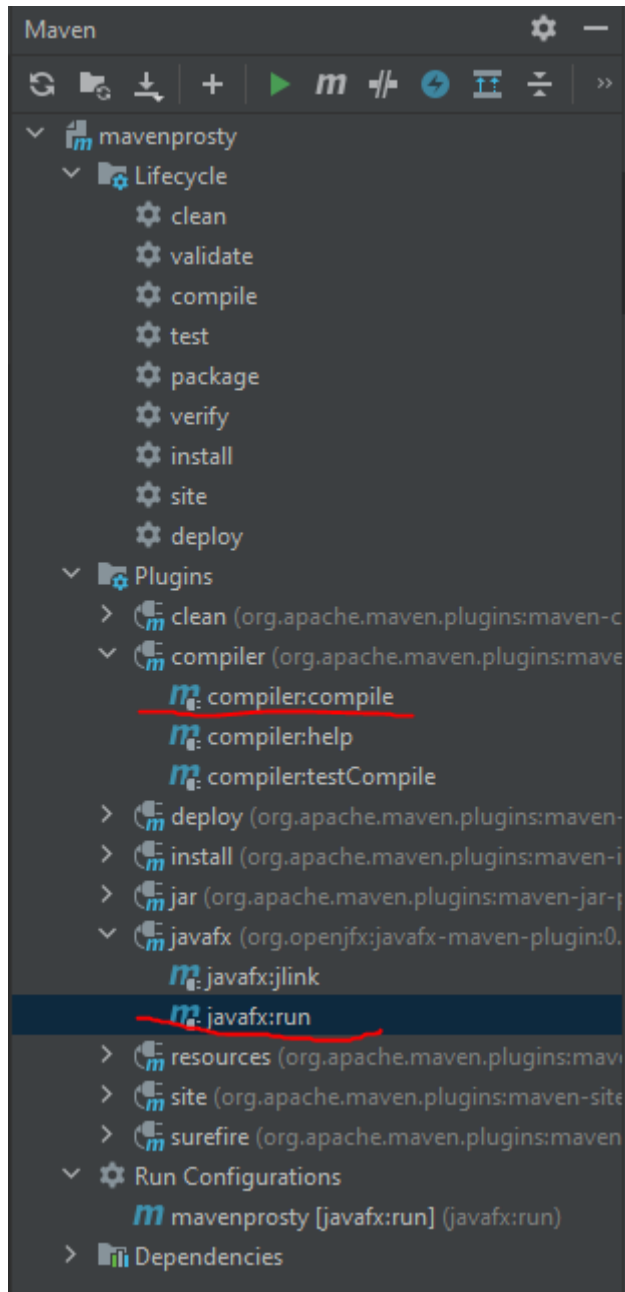 Maven
mavenprosty
Lifecycle
clean
validate
compile
test
package
verify
install
site
deploy
Plugins
clean (org.apache.maven.plugins:maven-c
compiler (org.apache.maven.plugins:mave
compiler:compile
compiler:help
compiler:testCompile
deploy (org.apache.maven.plugins:maven-
install (org.apache.maven.plugins:maven-i
jar (org.apache.maven.plugins:maven-jar-p
javafx (org.openjfx:javafx-maven-plugin:0.
javafx:jlink
javafx:run
resources (org.apache.maven.plugins:mav
site (org.apache.maven.plugins:maven-site
surefire (org.apache.maven.plugins:maven
Run Configurations
mavenprosty [javafx:run] (javafx:run)
Dependencies